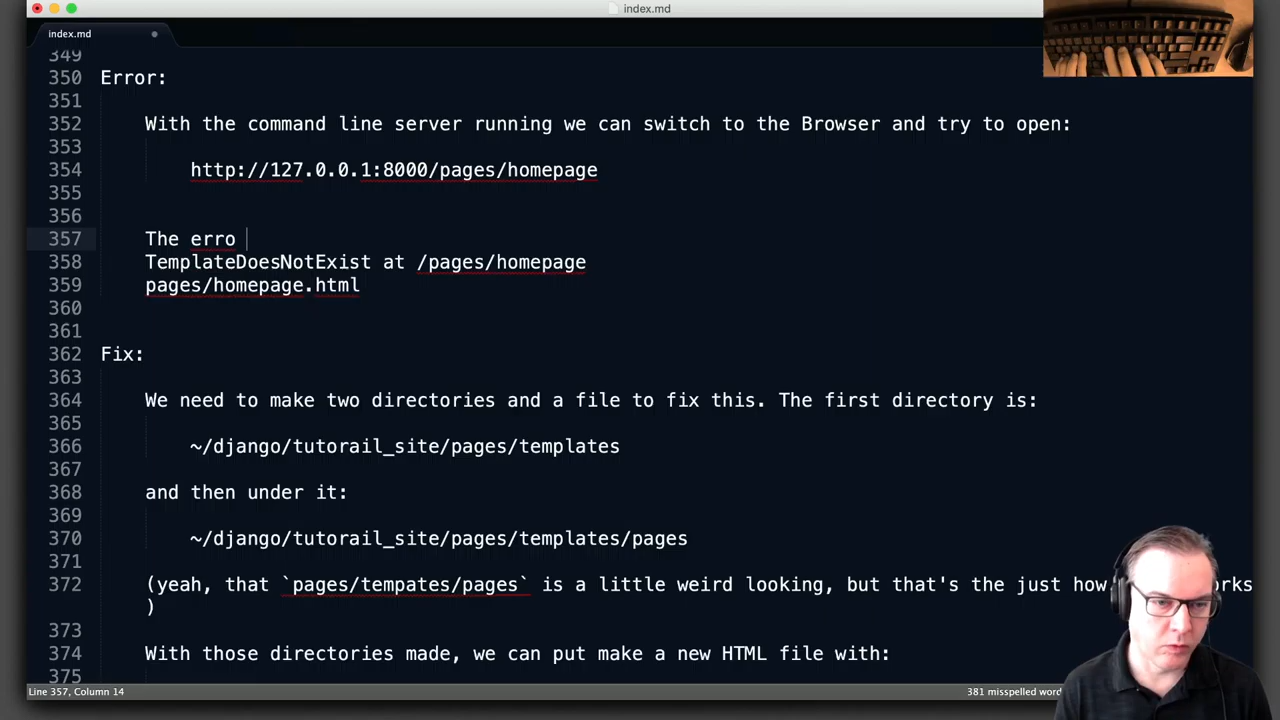 index.md
index.md
349
350 Error:
351
352 With the command line server running we can switch to the Browser and try to open:
353
354 http://127.0.0.1:8000/pages/homepage
355
356
357 The erro
358 TemplateDoesNotExist at /pages/homepage
359 pages/homepage.html
360
361
362 Fix:
363
364 We need to make two directories and a file to fix this. The first directory is:
365
366 ~/django/tutorail_site/pages/templates
367
368 and then under it:
369
370 ~/django/tutorail_site/pages/templates/pages
371
372 (yeah, that `pages/tempates/pages` is a little weird looking, but that's the just how
)
373
374 With those directories made, we can put make a new HTML file with:
375
Line 357, Column 14
381 misspelled word